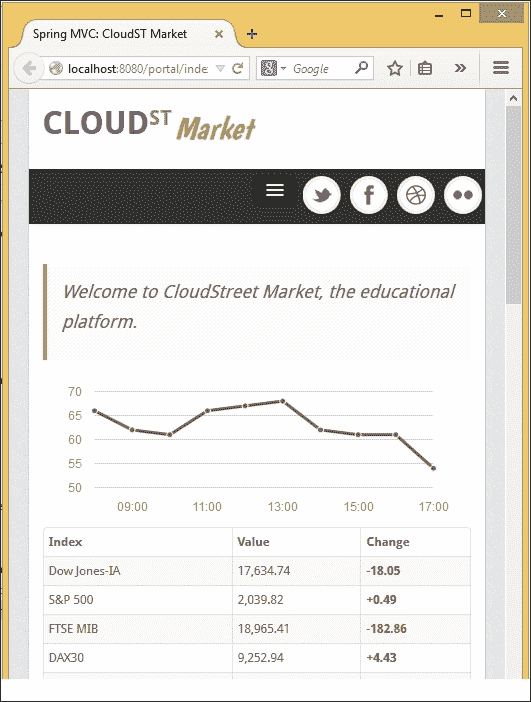 Spring MVC: CloudST Market
localhost:8080/portal/inde
Google
CLOUDST Market
Welcome to CloudStreet Market, the educational
platform.
70
65
60
55
50
09:00 11:00 13:00 15:00 17:00
Index Value Change
Dow Jones-IA 17,634.74 -18.05
S&P 500 2,039.82 +0.49
FTSE MIB 18,965.41 -182.86
DAX30 9,252.94 +4.43